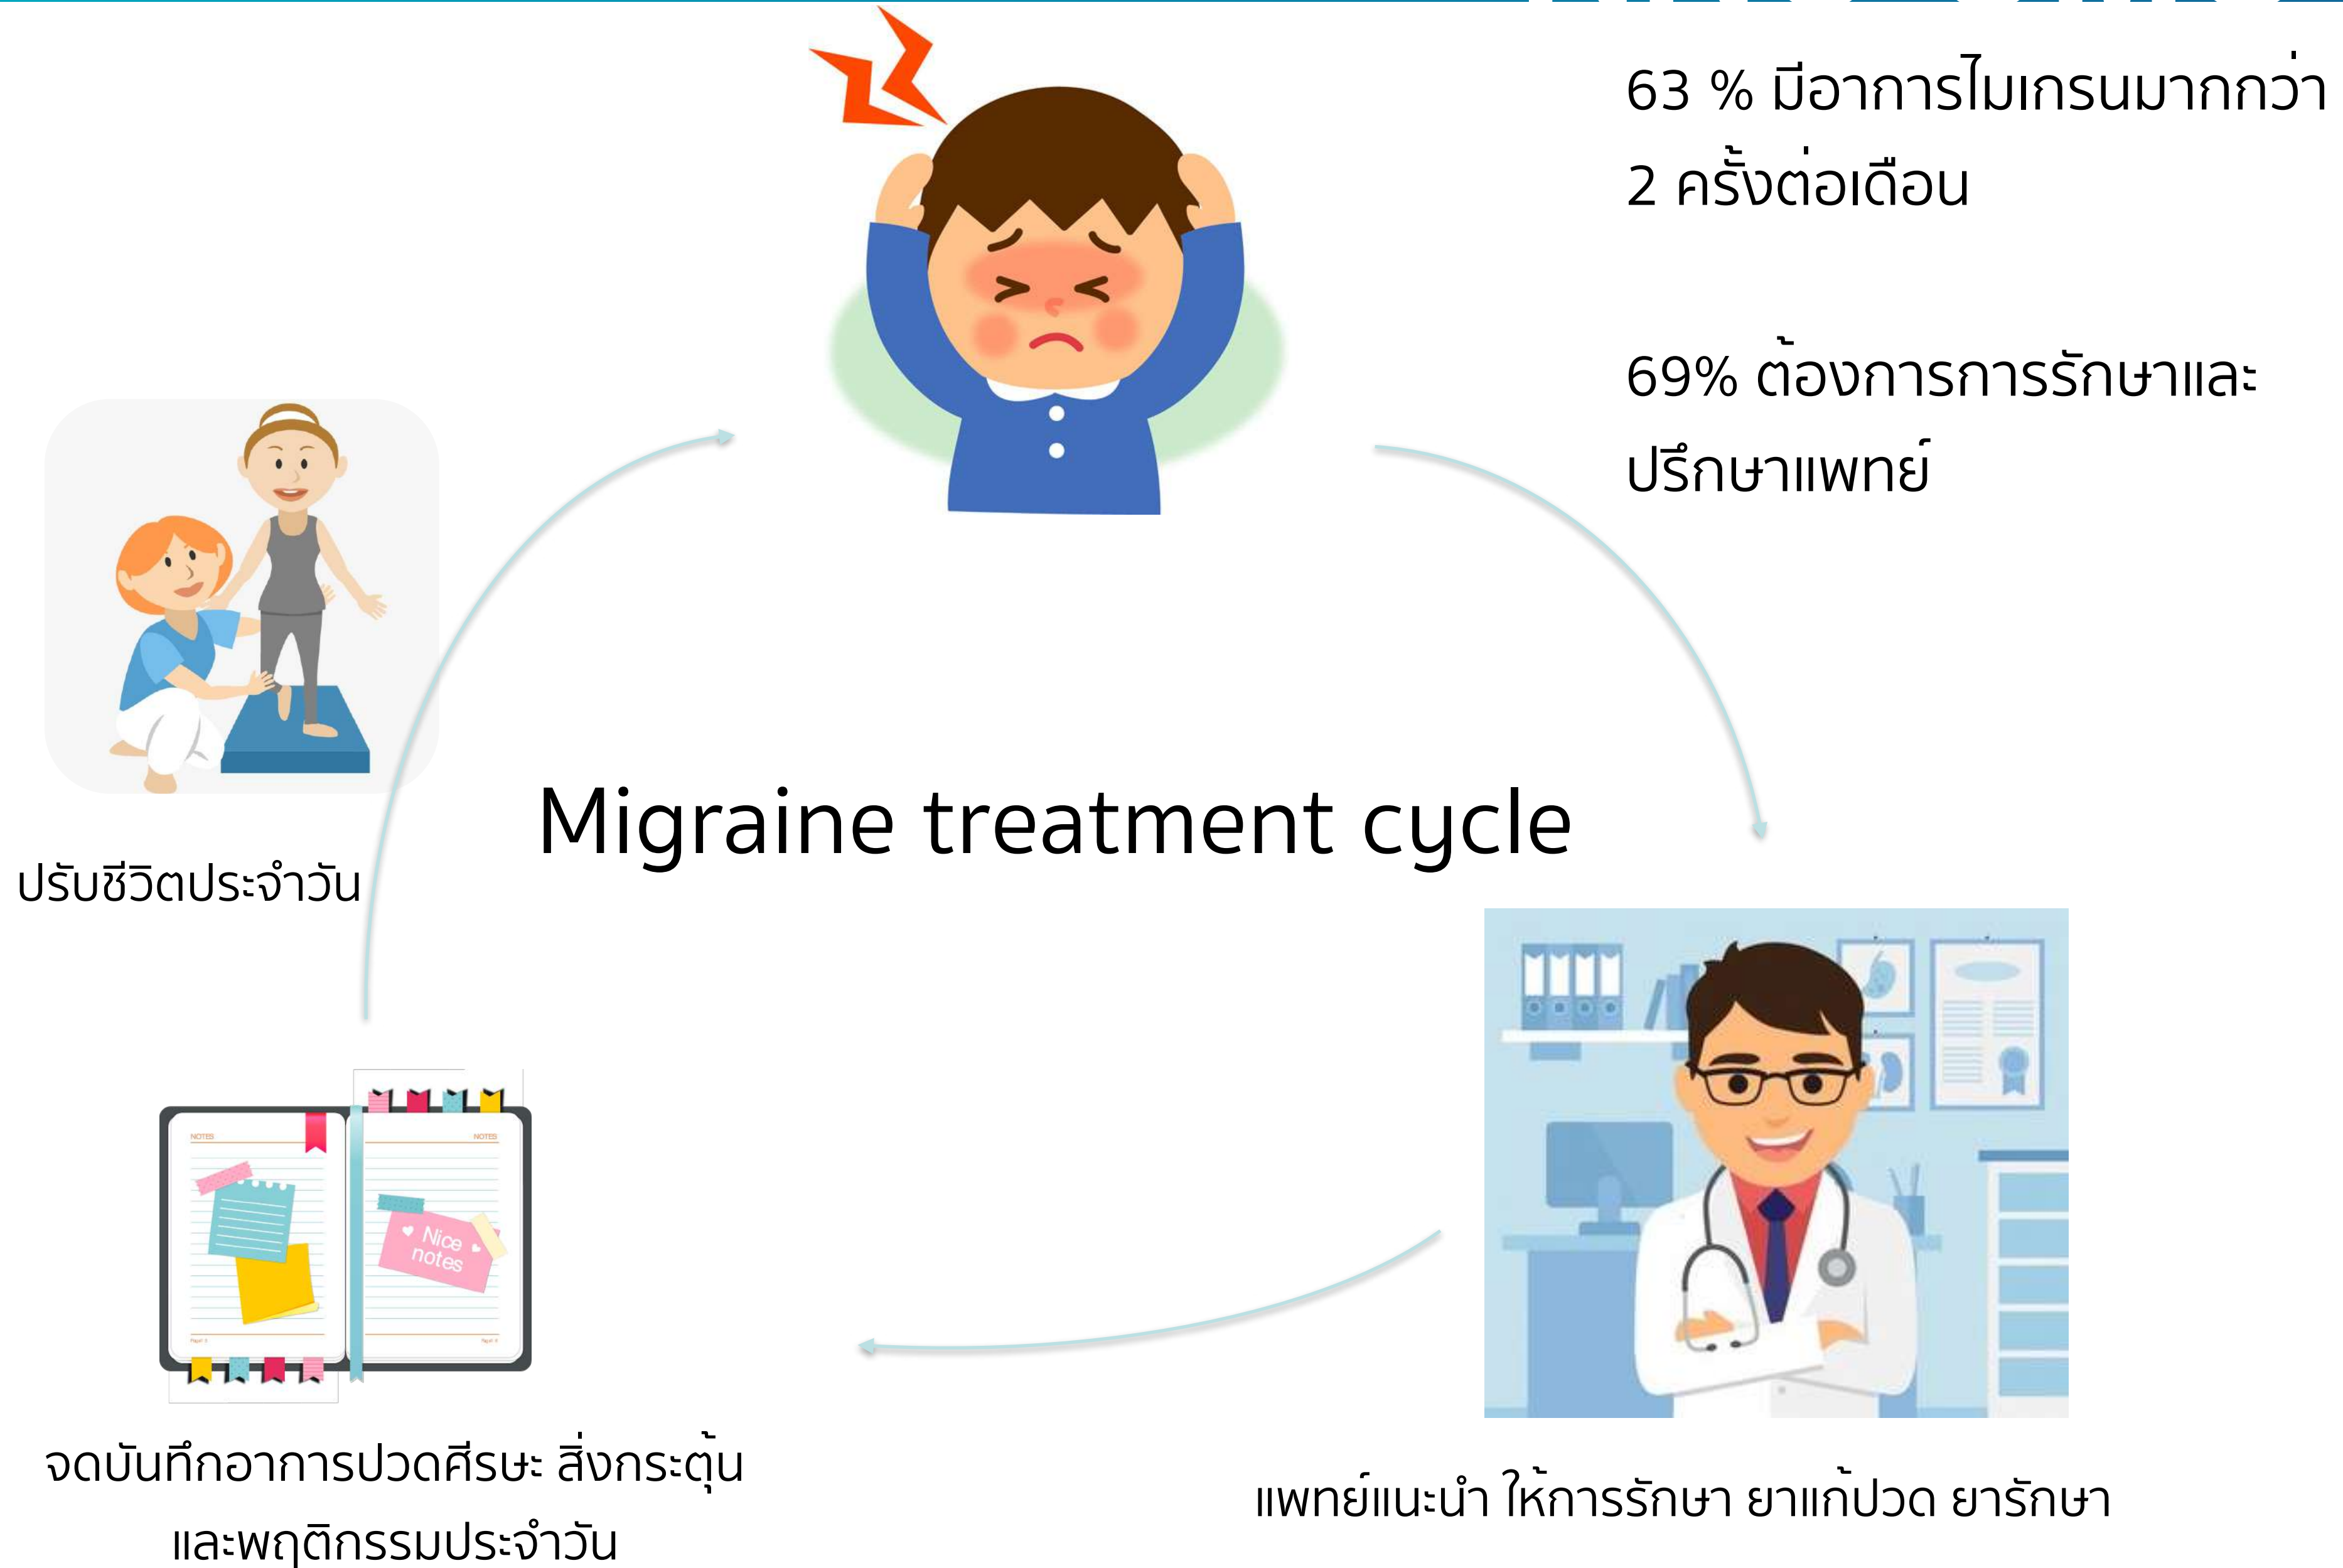 63 % มีอาการไมเกรนมากกว่า
2 ครั้งต่อเดือน
69% ต้องการการรักษาและ
ปรึกษาแพทย์
Migraine treatment cycle
ปรับชีวิตประจำวัน
NOTES
NOTES
Nice
notes
จดบันทึกอาการปวดศีรษะ สิ่งกระตุ้น
และพฤติกรรมประจำวัน
แพทย์แนะนำ ให้การรักษา ยาแก้ปวด ยารักษา